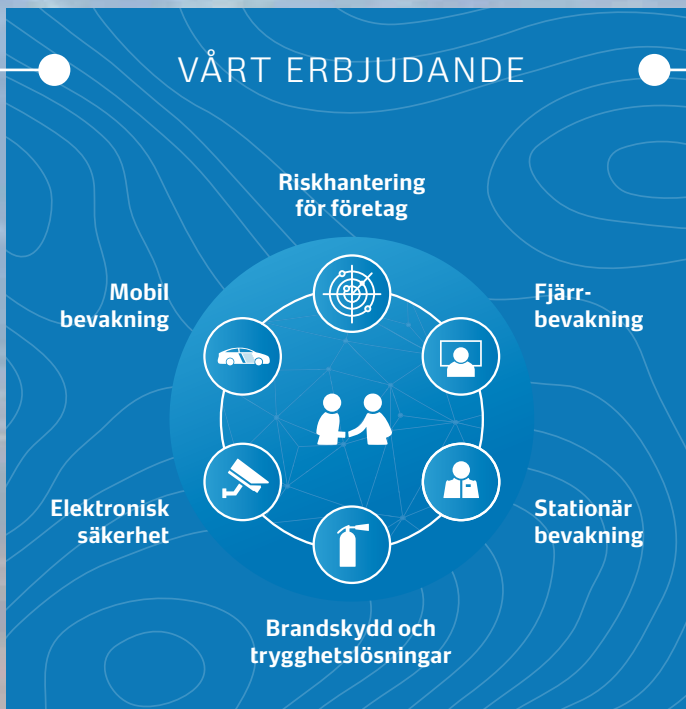 VÅRT ERBJUDANDE
Riskhantering
för företag
Mobil
bevakning
Fjärr-
bevakning
Elektronisk
säkerhet
Stationär
bevakning
Brandskydd och
trygghetslösningar